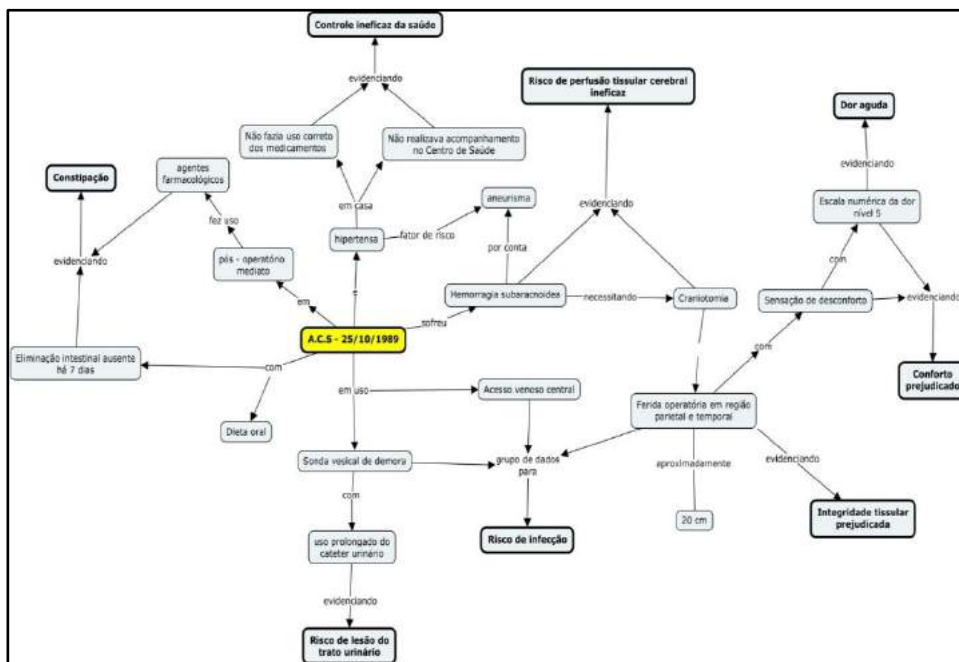 Controle ineficaz da saúde
evidenciando
Risco de perfusão tissular cerebral
ineficaz
Dor aguda
Não fazia uso correto
dos medicamentos
Não realizava acompanhamento
no Centro de Saúde
agentes
farmacológicos
Constipação
evidenciando
em casa
aneurisma
evidenciando
Escala numérica da dor
nível 5
fez uso
hipertensa
fator de risco
por conta
evidenciando
pós - operatório
mediato
com
em
é
Hemorragia subaracnoidea
necessitando
Craniotomia
Sensação de desconforto
evidenciando
sofreu
A.C.S - 25/10/1989
Eliminação intestinal ausente
há 7 dias
com
com
com
em uso
Acesso venoso central
Conforto
prejudicado
Ferida operatória em região
parietal e temporal
Dieta oral
Sonda vesical de demora
grupo de dados
para
aproximadamente
evidenciando
com
20 cm
Integridade tissular
prejudicada
uso prolongado do
cateter urinário
Risco de infecção
evidenciando
Risco de lesão do
trato urinário